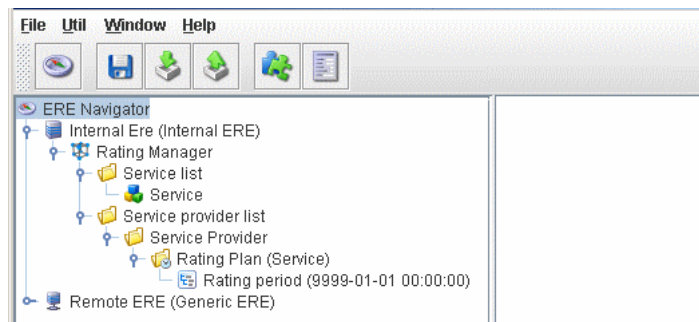 File Util Window Help
ERE Navigator
Internal Ere (Internal ERE)
Rating Manager
Service list
Service
Service provider list
Service Provider
Rating Plan (Service)
Rating period (9999-01-01 00:00:00)
Remote ERE (Generic ERE)